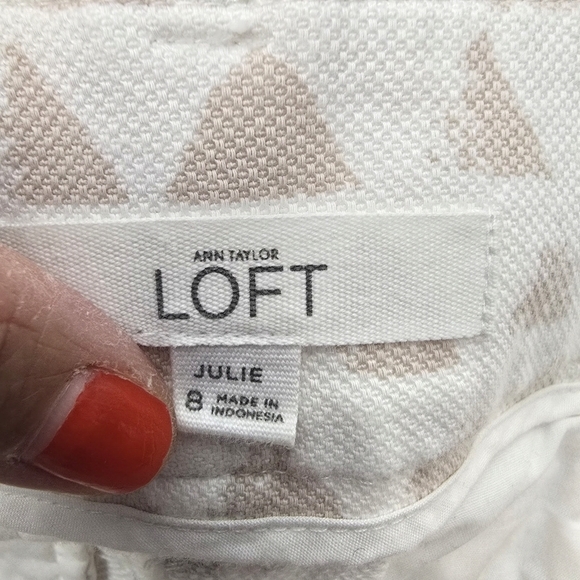 ANN TAYLOR
LOFT
JULIE
8 MADE IN
INDONESIA